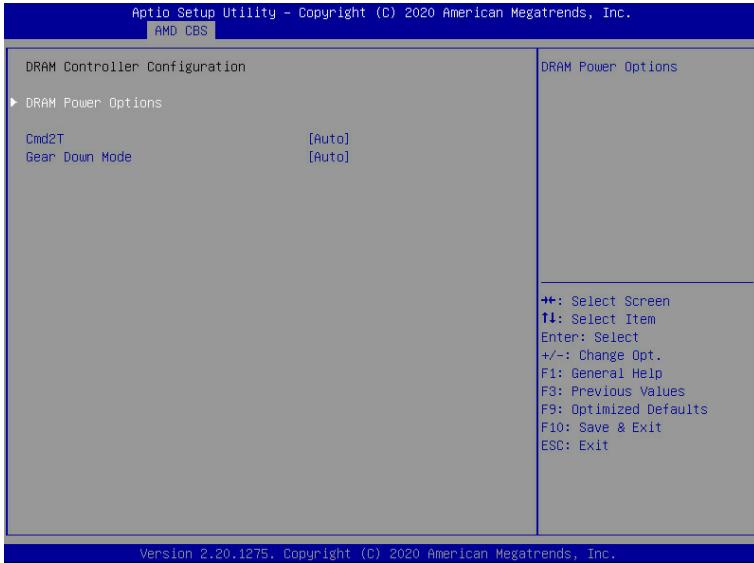 Aptio Setup Utility – Copyright (C) 2020 American Megatrends, Inc.
AMD CBS
DRAM Controller Configuration
DRAM Power Options
Cmd2T [Auto]
Gear Down Mode [Auto]
DRAM Power Options
→←: Select Screen
↑↓: Select Item
Enter: Select
+/-: Change Opt.
F1: General Help
F3: Previous Values
F9: Optimized Defaults
F10: Save & Exit
ESC: Exit
Version 2.20.1275. Copyright (C) 2020 American Megatrends, Inc.